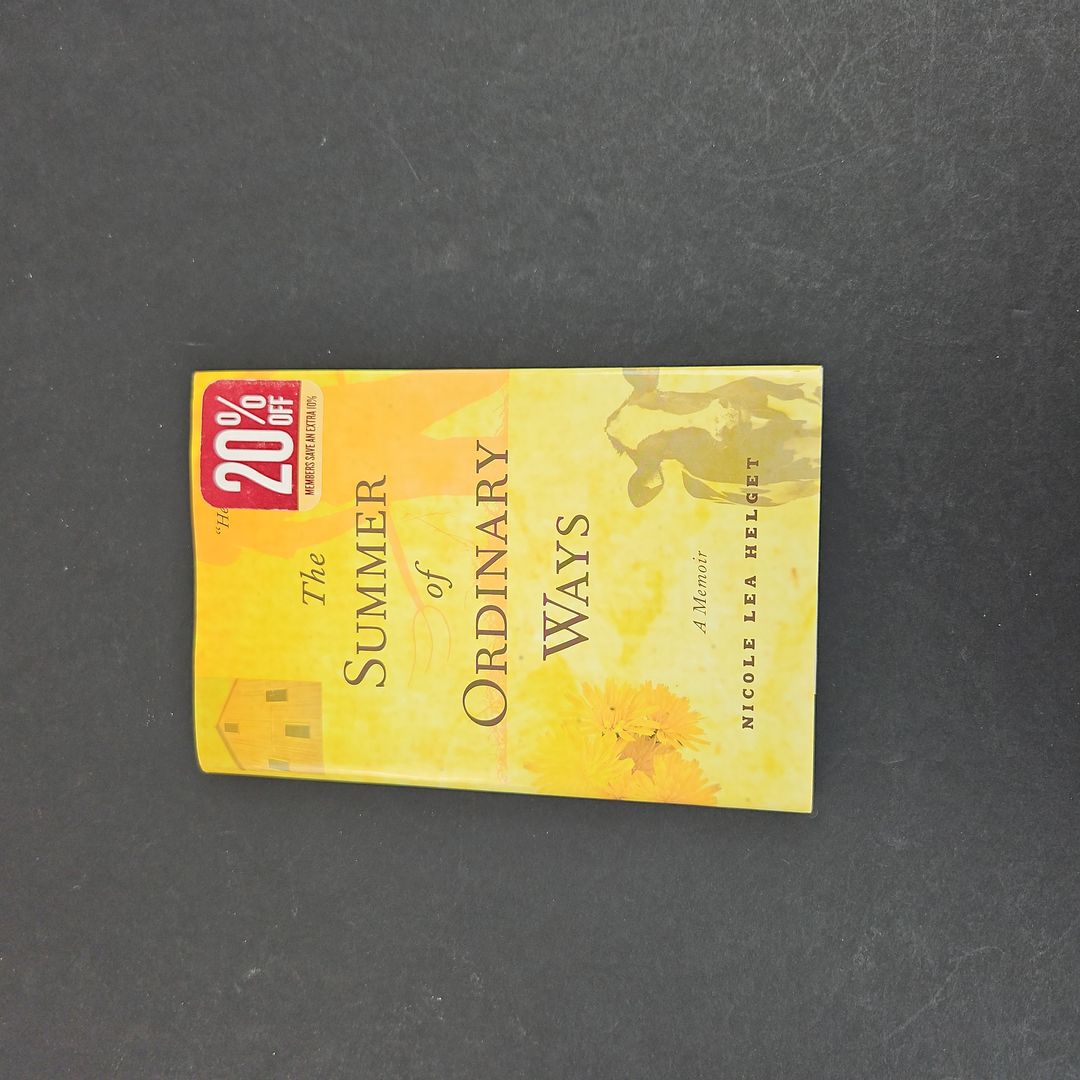 20%
OFF
MEMBERS SAVE AN EXTRA 10%
The
SUMMER
of
ORDINARY
WAYS
A Memoir
NICOLE LEA HELGET